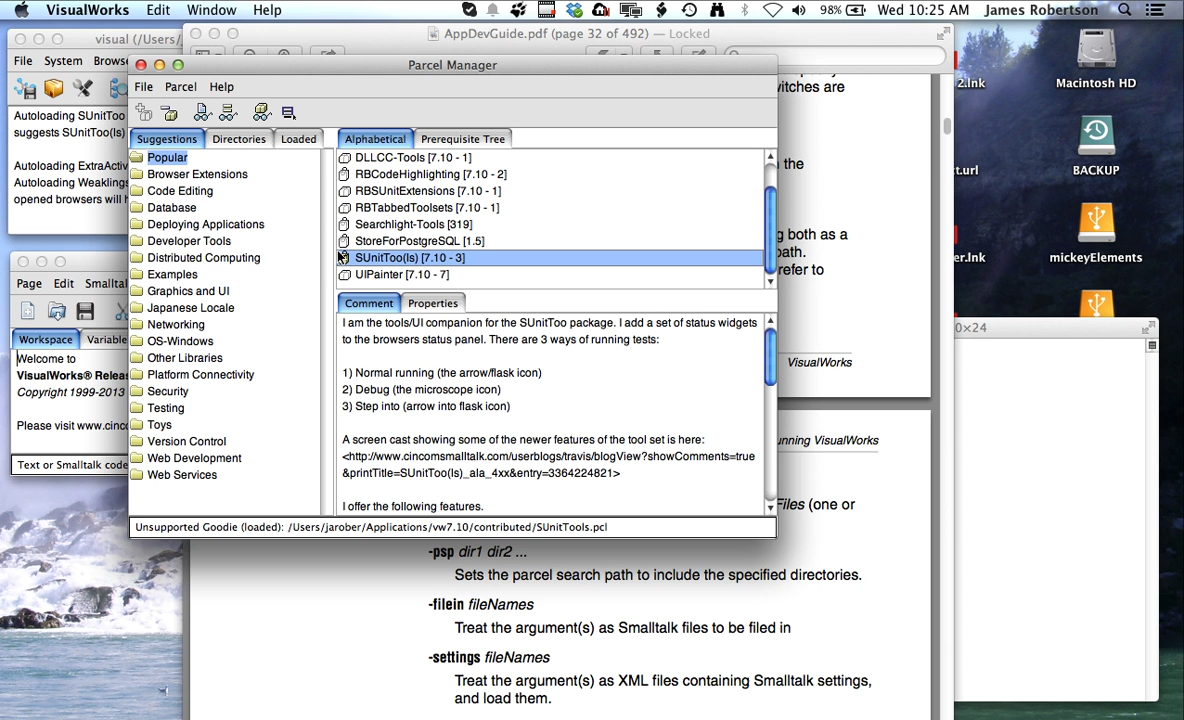 VisualWorks Edit Window Help 98% Wed 10:25 AM James Robertson
visual (/Users/j
File System Brows
Autoloading SUnitToo
suggests SUnitToo(ls)
Autoloading ExtraActiv
Autoloading Weaklings
opened browsers will h
Page Edit Smallta
Workspace Variable
Welcome to
VisualWorks® Relea
Copyright 1999-2013
Please visit www.cinco
Text or Smalltalk code
AppDevGuide.pdf (page 32 of 492) — Locked
Parcel Manager
File Parcel Help
Suggestions Directories Loaded
Popular
Browser Extensions
Code Editing
Database
Deploying Applications
Developer Tools
Distributed Computing
Examples
Graphics and UI
Japanese Locale
Networking
OS-Windows
Other Libraries
Platform Connectivity
Security
Testing
Toys
Version Control
Web Development
Web Services
Alphabetical Prerequisite Tree
DLLCC-Tools [7.10 - 1]
RBCodeHighlighting [7.10 - 2]
RBSUnitExtensions [7.10 - 1]
RBTabbedToolsets [7.10 - 1]
Searchlight-Tools [319]
StoreForPostgreSQL [1.5]
SUnitToo(ls) [7.10 - 3]
UIPainter [7.10 - 7]
Comment Properties
I am the tools/UI companion for the SUnitToo package. I add a set of status widgets
to the browsers status panel. There are 3 ways of running tests:
1) Normal running (the arrow/flask icon)
2) Debug (the microscope icon)
3) Step into (arrow into flask icon)
A screen cast showing some of the newer features of the tool set is here:
<http://www.cincomsmalltalk.com/userblogs/travis/blogView?showComments=true
&printTitle=SUnitToo(ls)_ala_4xx&entry=3364224821>
I offer the following features.
Unsupported Goodie (loaded): /Users/jarober/Applications/vw7.10/contributed/SUnitTools.pcl
witches are
the
g both as a
path.
refer to
VisualWorks
unning VisualWorks
Files (one or
-psp dir1 dir2 ...
Sets the parcel search path to include the specified directories.
-filein fileNames
Treat the argument(s) as Smalltalk files to be filed in
-settings fileNames
Treat the argument(s) as XML files containing Smalltalk settings,
and load them.
2.lnk
Macintosh HD
xt.url
BACKUP
er.lnk
mickeyElements
0x24